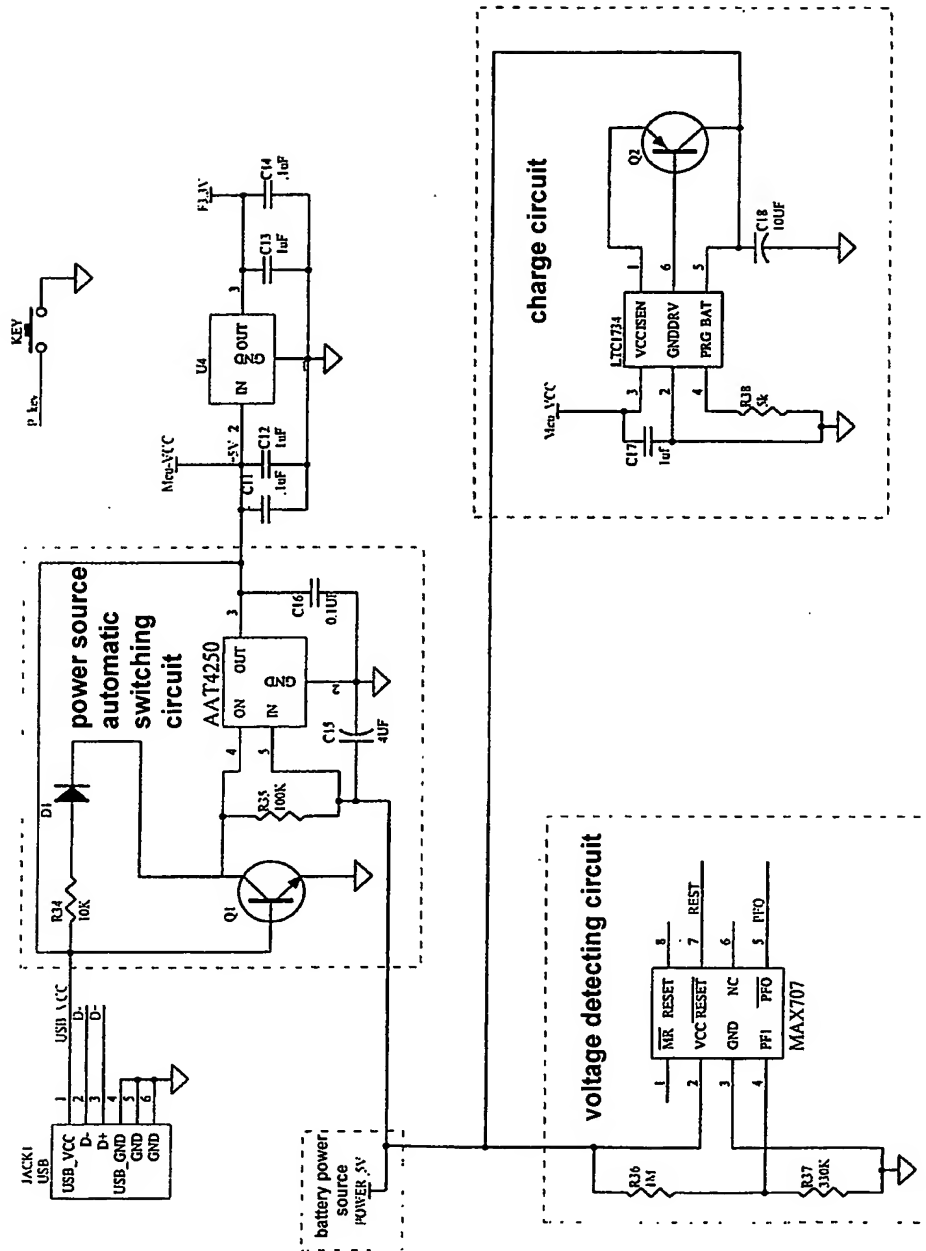 JACK1
USB
USB_VCC
D-
D+
USB_GND
GND
GND
1
2
3
4
5
6
USB_VCC
D-
R34
10K
D1
power source
automatic
switching
circuit
Q1
R35
100K
AAT4250
ON
IN
OUT
GND
4
5
3
2
C15
4UF
C16
0.1UF
C11
.1uF
C12
1uF
Mcu-VCC
-5V
2
U4
IN
OUT
GND
3
C13
1uF
C14
.1uF
KEY
P_key
battery power
source
POWER_5V
voltage detecting circuit
R36
1M
R37
330K
1
2
3
4
MR RESET
VCC RESET
GND NC
PFI PFO
8
7
6
5
REST
PFO
MAX707
charge circuit
Mcu_VCC
C17
1uf
R38
5k
3
2
4
LTC1734
VCCISEN
GNDDRV
PRG BAT
1
6
5
Q2
C18
10UF